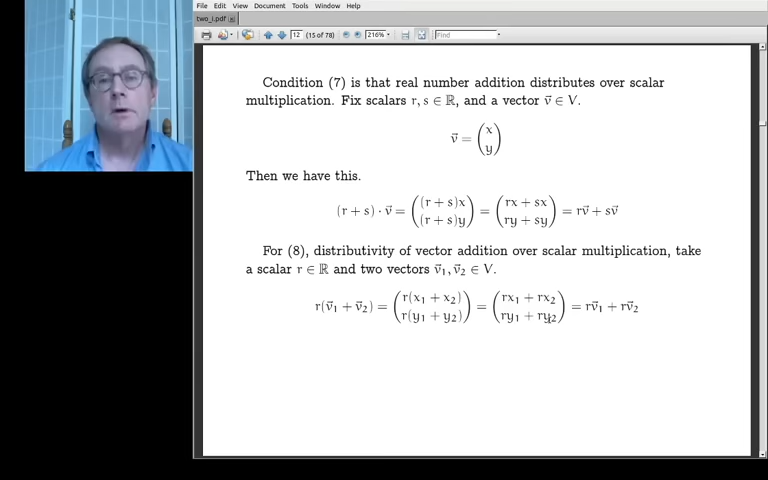 File Edit View Document Tools Window Help
two_i.pdf
12 (15 of 78) 216% Find
Condition (7) is that real number addition distributes over scalar
multiplication. Fix scalars r, s ∈ ℝ, and a vector v⃗ ∈ V.
v⃗ = (x
y)
Then we have this.
(r + s) · v⃗ = ((r + s)x
(r + s)y) = (rx + sx
ry + sy) = rv⃗ + sv⃗
For (8), distributivity of vector addition over scalar multiplication, take
a scalar r ∈ ℝ and two vectors v⃗₁, v⃗₂ ∈ V.
r(v⃗₁ + v⃗₂) = (r(x₁ + x₂)
r(y₁ + y₂)) = (rx₁ + rx₂
ry₁ + ry₂) = rv⃗₁ + rv⃗₂